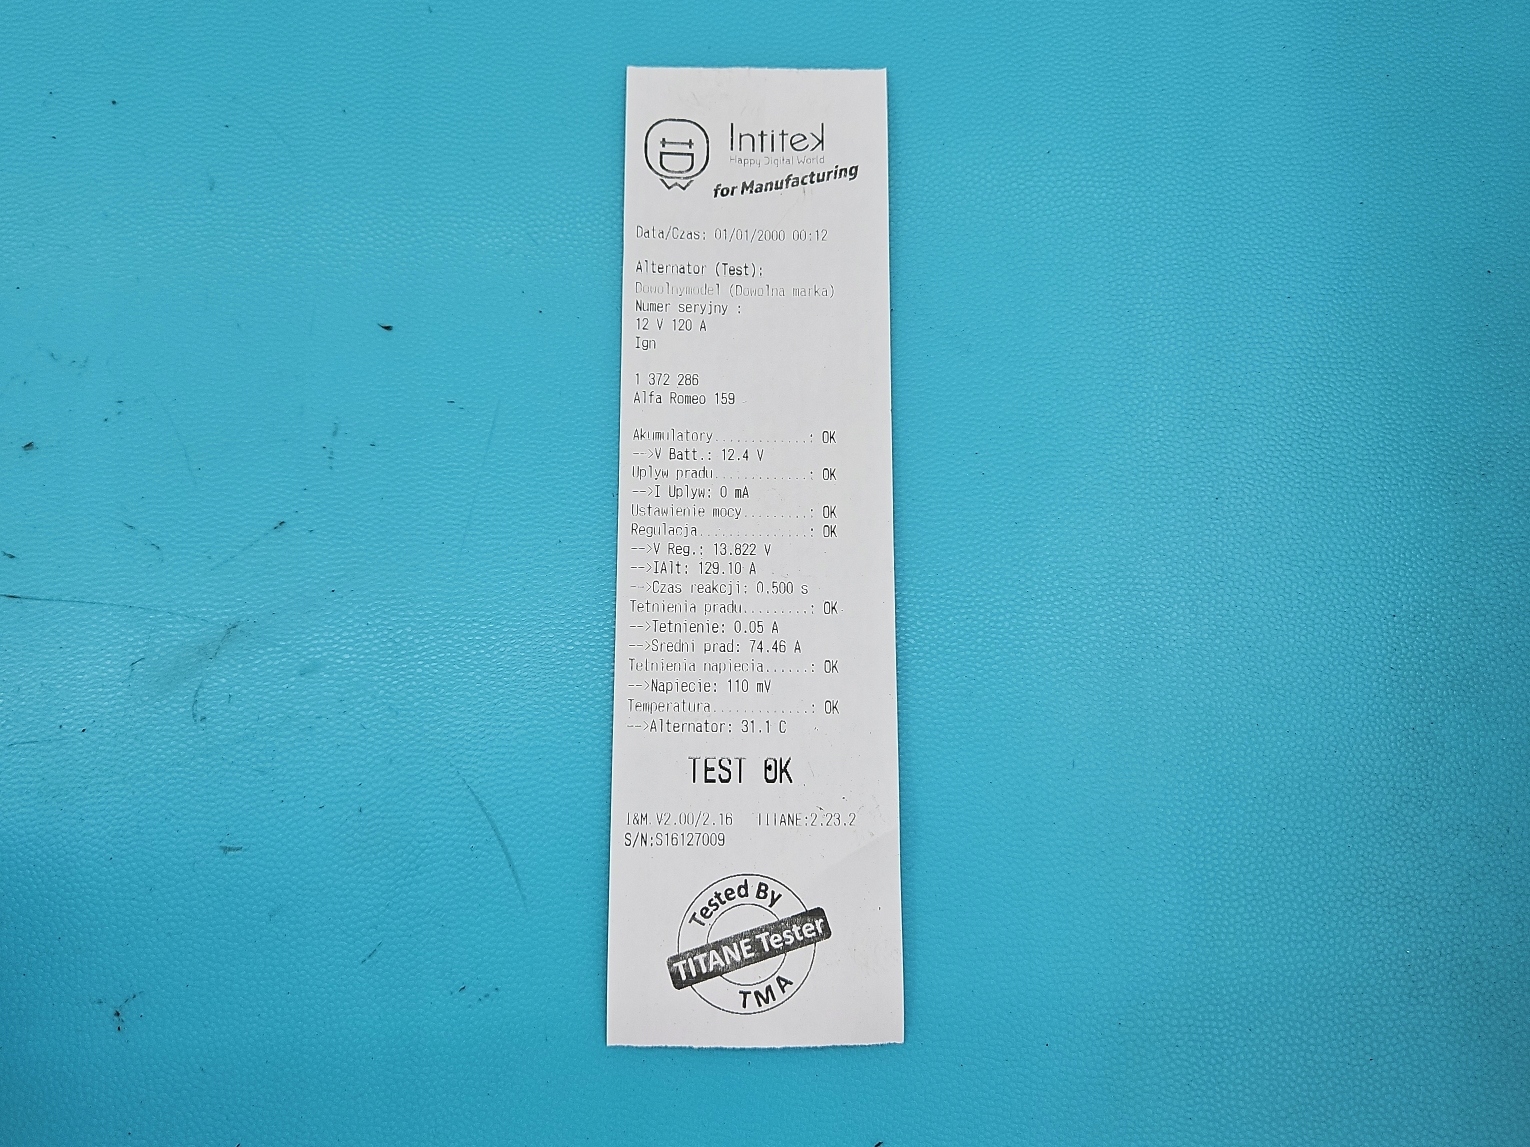 Intitek
Happy Digital World
for Manufacturing
Data/Czas: 01/01/2000 00:12
Alternator (Test):
Dowolnymodel (Dowolna marka)
Numer seryjny :
12 V 120 A
Ign
1 372 286
Alfa Romeo 159
Akumulatory.............: OK
-->V Batt.: 12.4 V
Uplyw pradu.............: OK
-->I Uplyw: 0 mA
Ustawienie mocy.........: OK
Regulacja...............: OK
-->V Reg.: 13.822 V
-->IAlt: 129.10 A
-->Czas reakcji: 0.500 s
Tetnienia pradu.........: OK
-->Tetnienie: 0.05 A
-->Sredni prad: 74.46 A
Tetnienia napiecia......: OK
-->Napiecie: 110 mV
Temperatura.............: OK
-->Alternator: 31.1 C
TEST OK
I&M.V2.00/2.16 TITANE:2.23.2
S/N:S16127009
Tested By
TITANE Tester
TMA